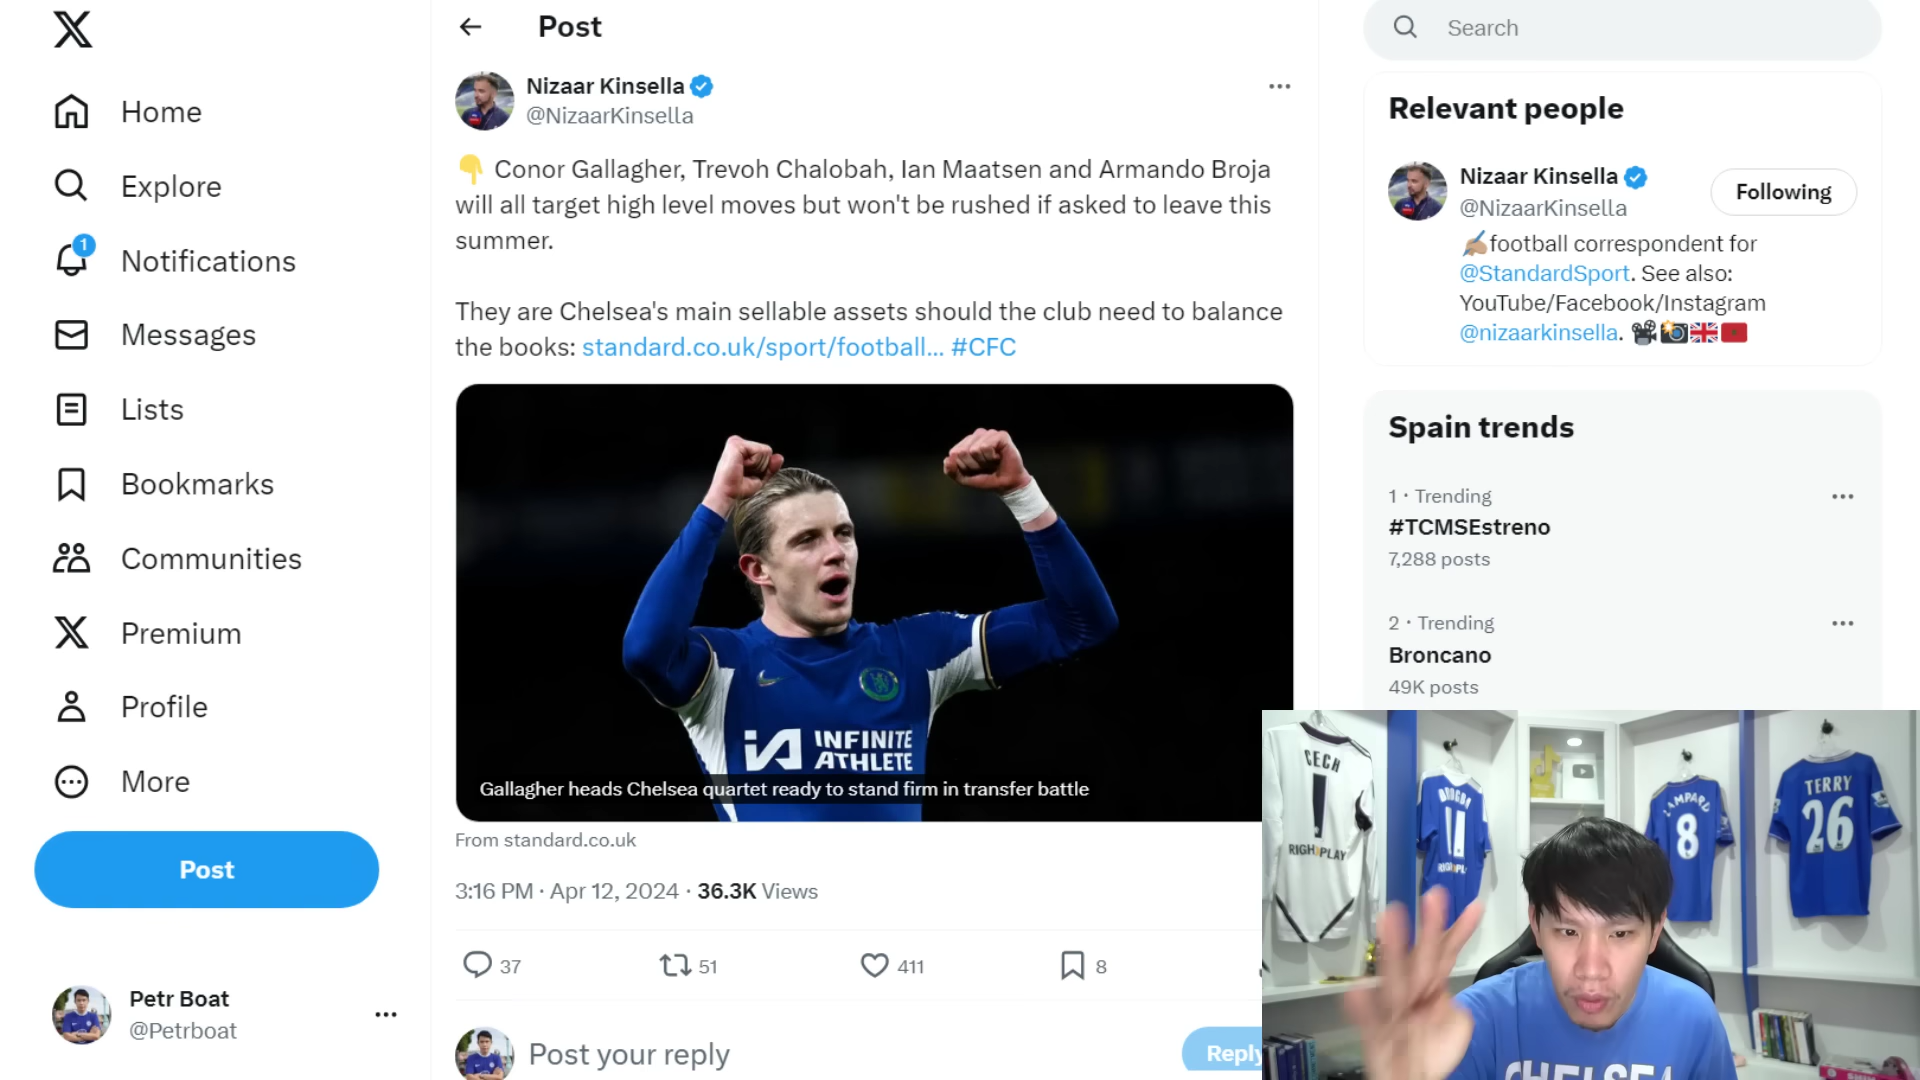 Home
Explore
1
Notifications
Messages
Lists
Bookmarks
Communities
Premium
Profile
More
Post
Petr Boat
@Petrboat
Post
Nizaar Kinsella
@NizaarKinsella
👇 Conor Gallagher, Trevoh Chalobah, Ian Maatsen and Armando Broja
will all target high level moves but won't be rushed if asked to leave this
summer.
They are Chelsea's main sellable assets should the club need to balance
the books: standard.co.uk/sport/football... #CFC
INFINITE
ATHLETE
Gallagher heads Chelsea quartet ready to stand firm in transfer battle
From standard.co.uk
3:16 PM · Apr 12, 2024 · 36.3K Views
37 51 411 8
Post your reply
Reply
Search
Relevant people
Nizaar Kinsella
@NizaarKinsella
Following
✍🏽football correspondent for
@StandardSport. See also:
YouTube/Facebook/Instagram
@nizaarkinsella. 🎥📸🇬🇧🇲🇦
Spain trends
1 · Trending
#TCMSEstreno
7,288 posts
2 · Trending
Broncano
49K posts
CECH
1
DROGBA
11
LAMPARD
8
TERRY
26
CHELSEA